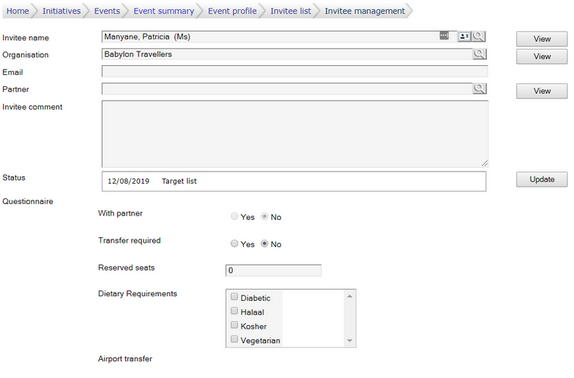 Home Initiatives Events Event summary Event profile Invitee list Invitee management
Invitee name Manyane, Patricia (Ms) View
Organisation Babylon Travellers View
Email
Partner View
Invitee comment
Status 12/08/2019 Target list Update
Questionnaire
With partner Yes No
Transfer required Yes No
Reserved seats 0
Dietary Requirements Diabetic
Halaal
Kosher
Vegetarian
Airport transfer